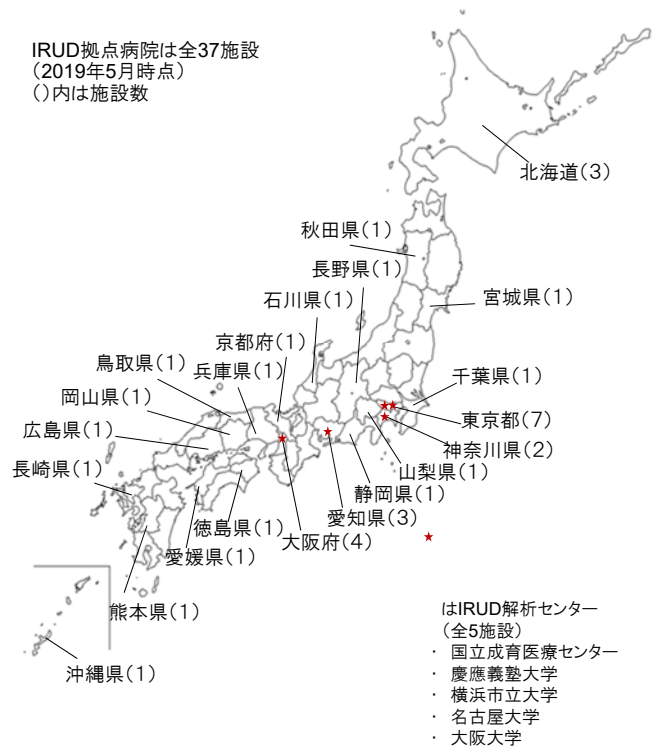 IRUD拠点病院は全37施設
（2019年5月時点）
（）内は施設数
北海道（3）
秋田県（1）
長野県（1）
石川県（1）
宮城県（1）
京都府（1）
鳥取県（1）
兵庫県（1）
千葉県（1）
岡山県（1）
東京都（7）
広島県（1）
神奈川県（2）
長崎県（1）
山梨県（1）
静岡県（1）
愛知県（3）
徳島県（1）
大阪府（4）
愛媛県（1）
熊本県（1）
沖縄県（1）
はIRUD解析センター
（全5施設）
・ 国立成育医療センター
・ 慶應義塾大学
・ 横浜市立大学
・ 名古屋大学
・ 大阪大学